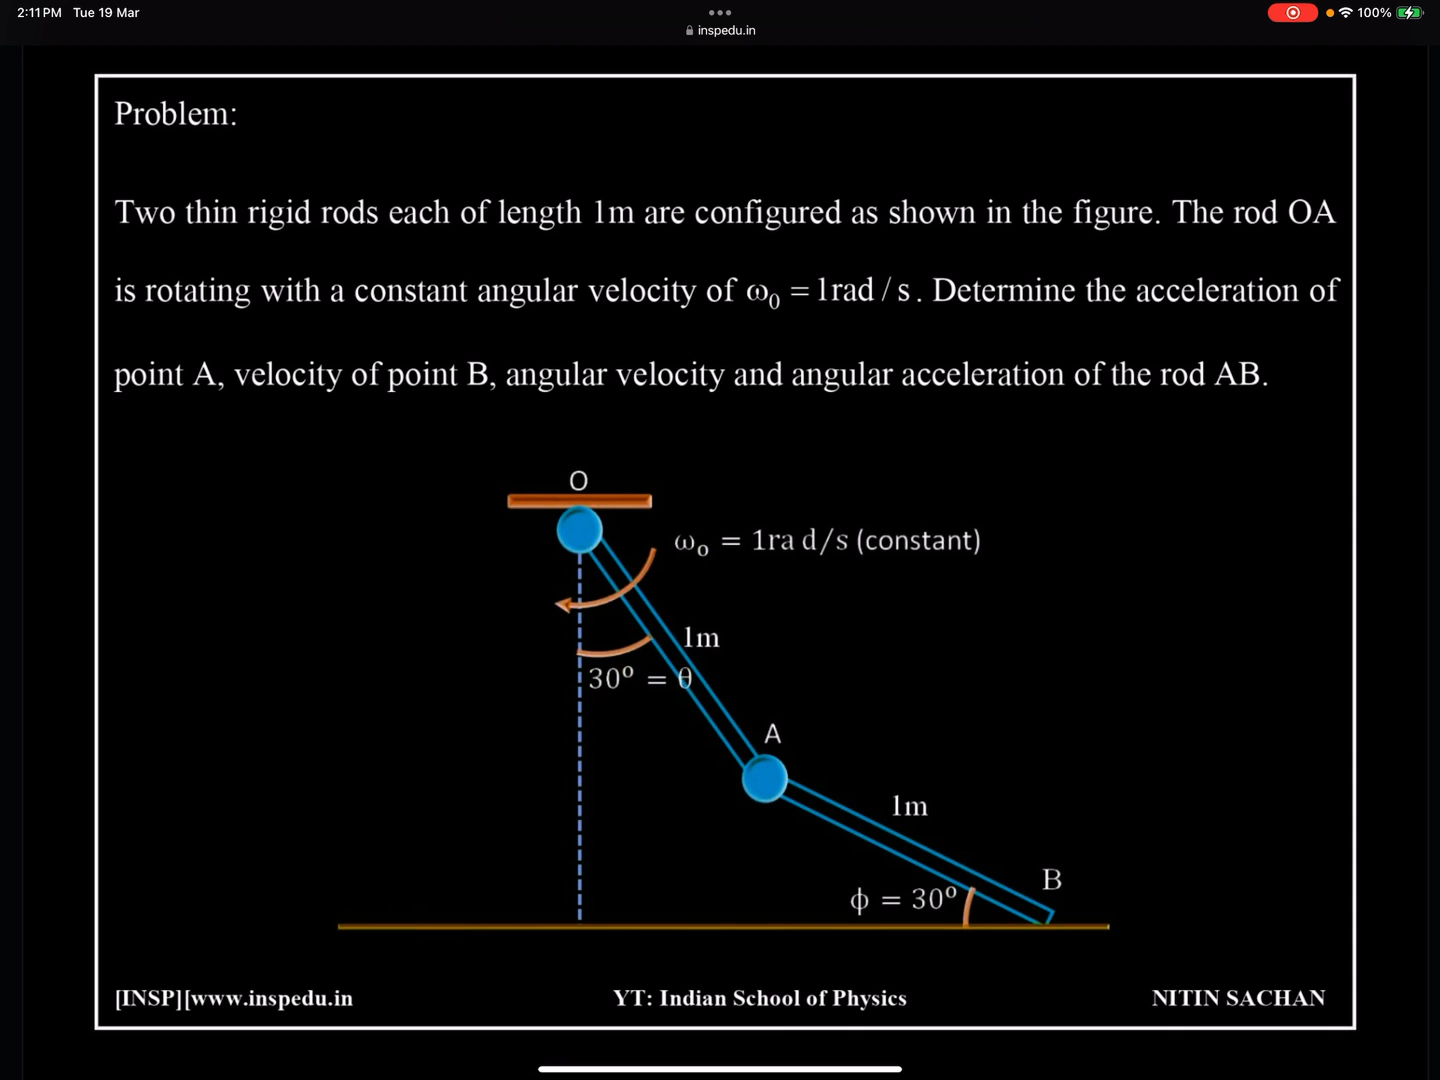 2:11 PM Tue 19 Mar
100%
inspedu.in
Problem:
Two thin rigid rods each of length 1m are configured as shown in the figure. The rod OA
is rotating with a constant angular velocity of ω₀ = 1rad / s. Determine the acceleration of
point A, velocity of point B, angular velocity and angular acceleration of the rod AB.
O
ω₀ = 1ra d/s (constant)
1m
30⁰ = θ
A
1m
B
ϕ = 30⁰
[INSP][www.inspedu.in
YT: Indian School of Physics
NITIN SACHAN